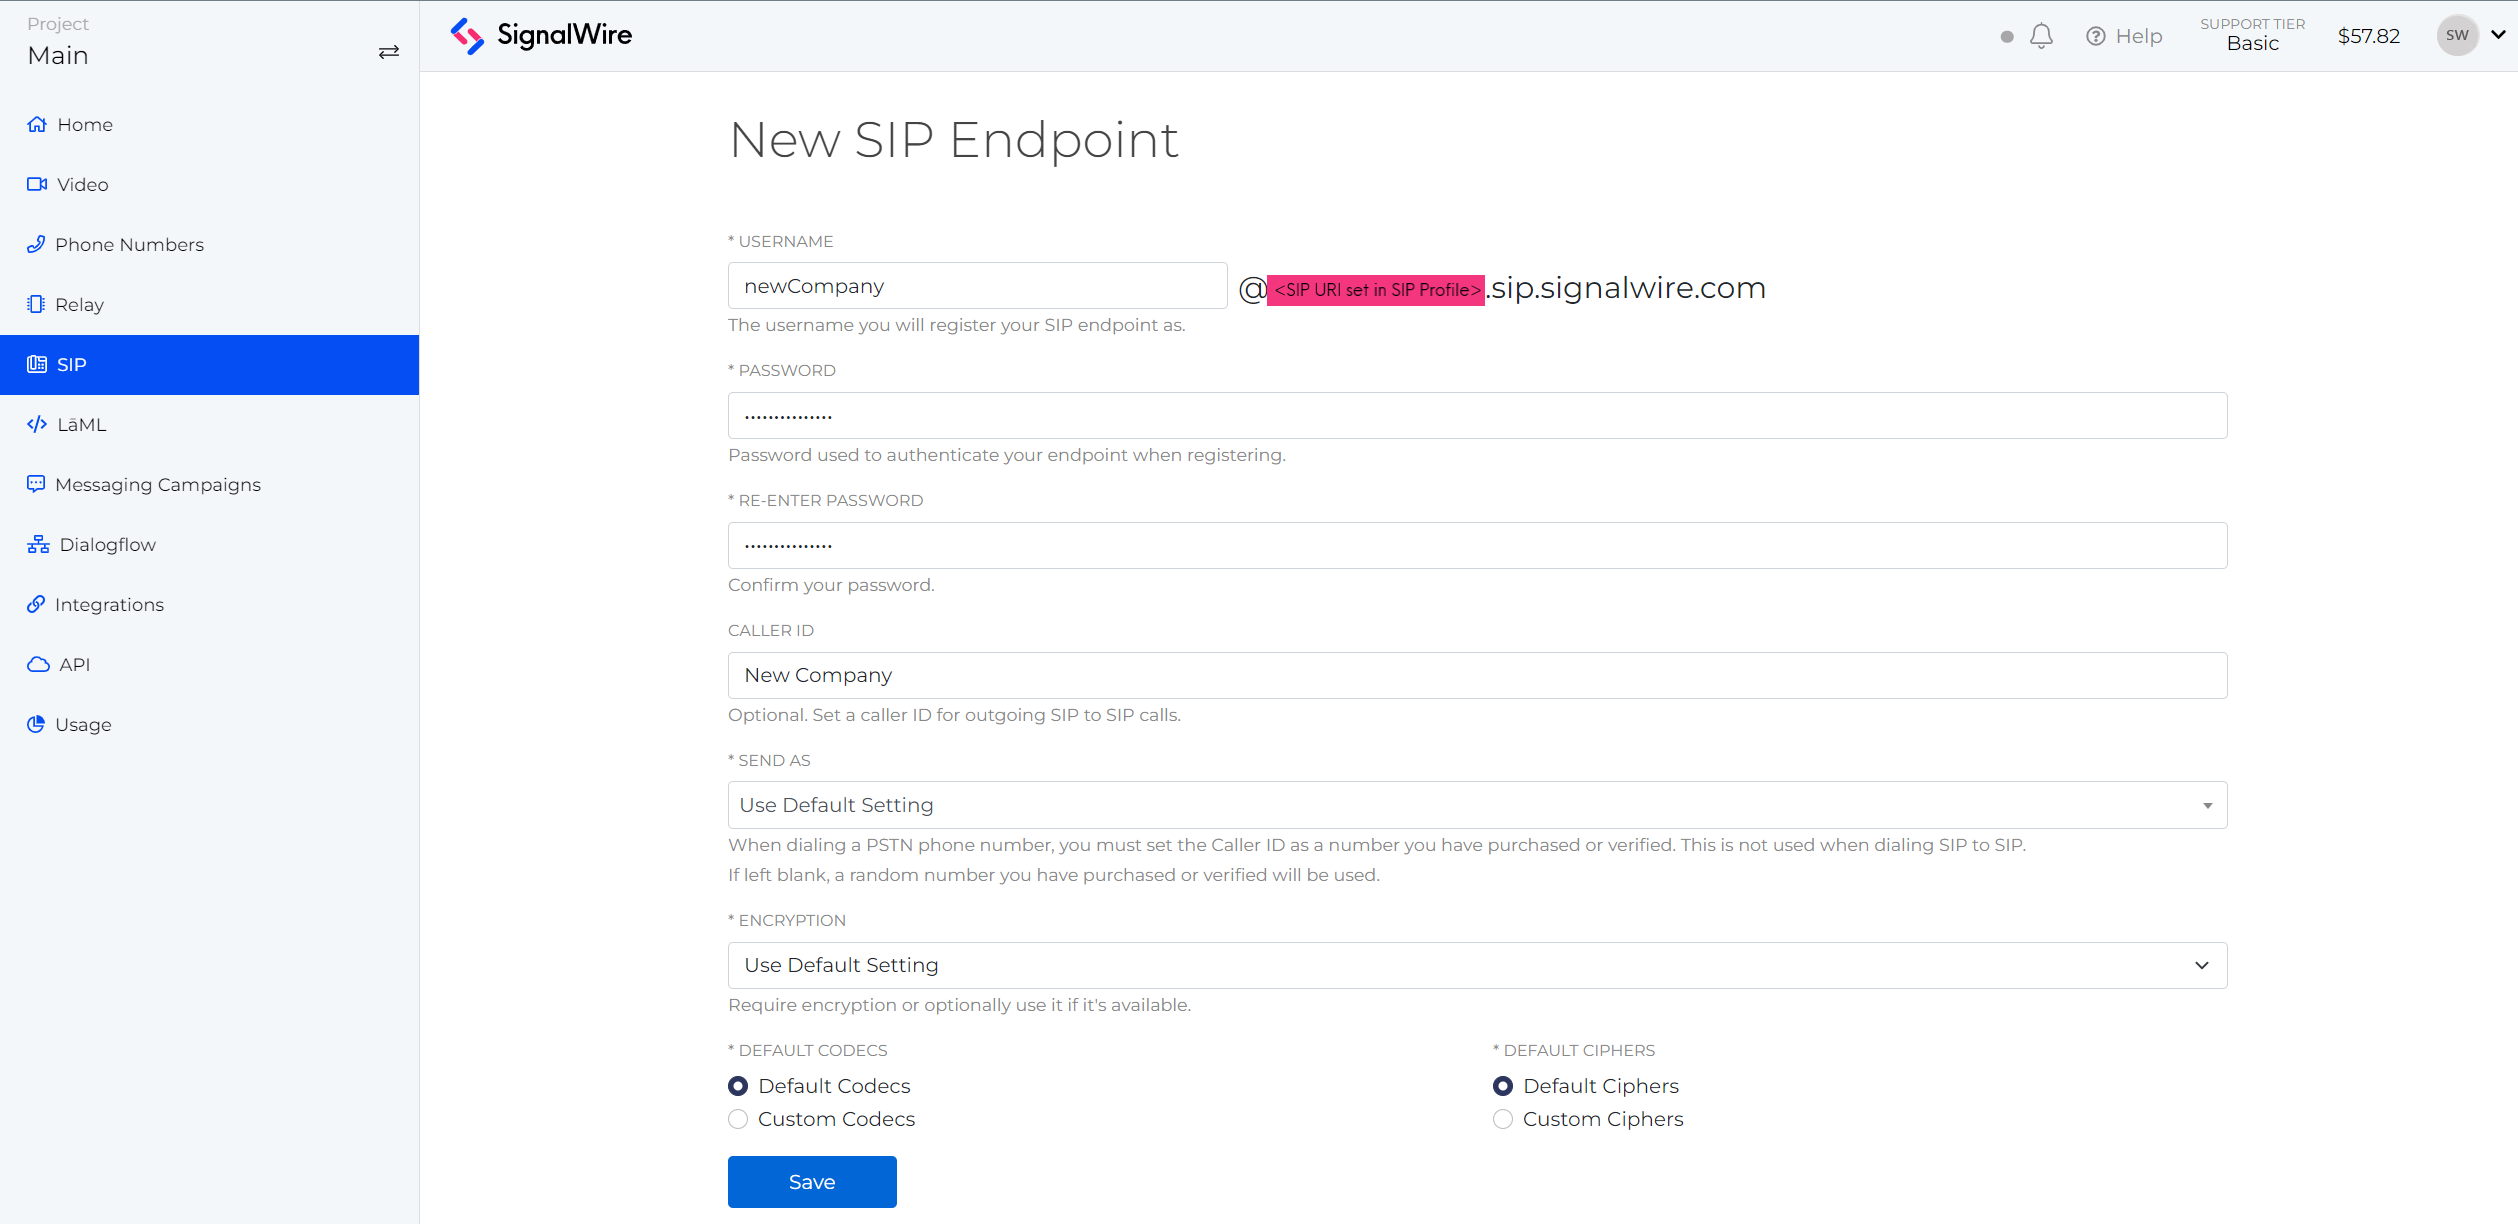 Project
Main
Home
Video
Phone Numbers
Relay
SIP
LāML
Messaging Campaigns
Dialogflow
Integrations
API
Usage
SignalWire
Help
SUPPORT TIER
Basic
$57.82
SW
New SIP Endpoint
* USERNAME
newCompany @<SIP URI set in SIP Profile>.sip.signalwire.com
The username you will register your SIP endpoint as.
* PASSWORD
•••••••••••••••
Password used to authenticate your endpoint when registering.
* RE-ENTER PASSWORD
•••••••••••••••
Confirm your password.
CALLER ID
New Company
Optional. Set a caller ID for outgoing SIP to SIP calls.
* SEND AS
Use Default Setting
When dialing a PSTN phone number, you must set the Caller ID as a number you have purchased or verified. This is not used when dialing SIP to SIP.
If left blank, a random number you have purchased or verified will be used.
* ENCRYPTION
Use Default Setting
Require encryption or optionally use it if it's available.
* DEFAULT CODECS
Default Codecs
Custom Codecs
* DEFAULT CIPHERS
Default Ciphers
Custom Ciphers
Save